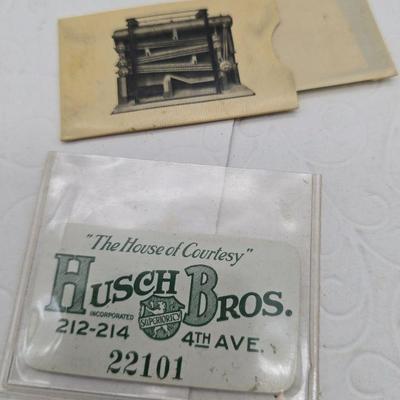 "The House of Courtesy"
HUSCH BROS.
INCORPORATED
SUPERIORITY
212-214 4TH AVE.
22101